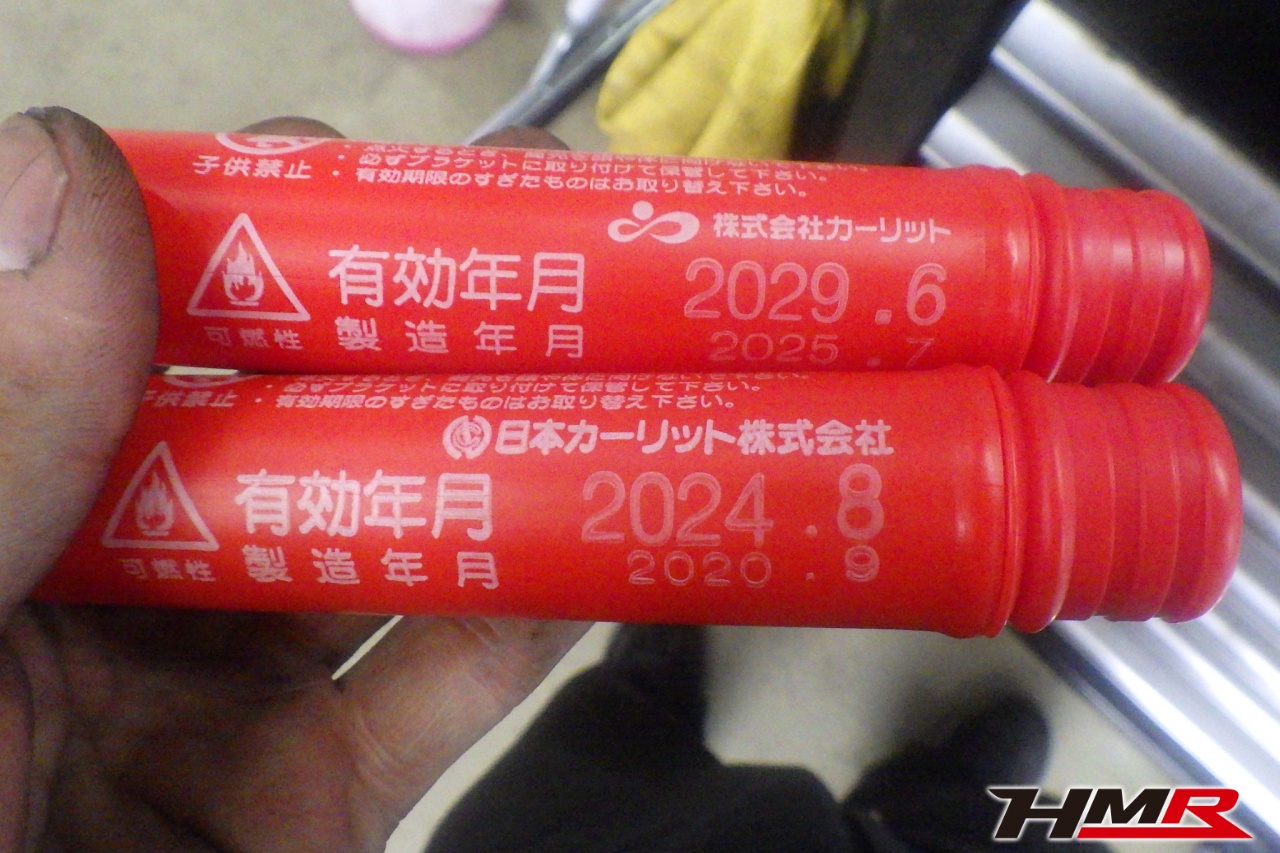 子供禁止
・必ずブラケットに取り付けて保管して下さい。
・有効期限のすぎたものはお取り替え下さい。
株式会社カーリット
有効年月 2029.6
可燃性 製造年月 2025.7
子供禁止
・必ずブラケットに取り付けて保管して下さい。
・有効期限のすぎたものはお取り替え下さい。
日本カーリット株式会社
有効年月 2024.8
可燃性 製造年月 2020.9
HMR